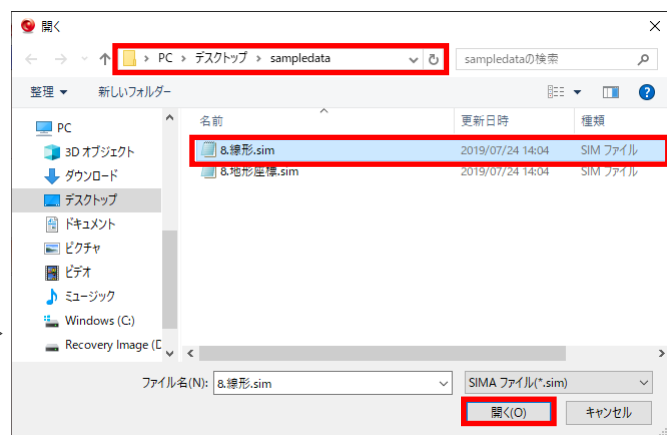 開く
PC › デスクトップ › sampledata
sampledataの検索
整理 新しいフォルダー
名前 更新日時 種類
PC
3D オブジェクト
ダウンロード
デスクトップ
ドキュメント
ピクチャ
ビデオ
ミュージック
Windows (C:)
Recovery Image (D
8.線形.sim 2019/07/24 14:04 SIM ファイル
8.地形座標.sim 2019/07/24 14:04 SIM ファイル
ファイル名(N): 8.線形.sim SIMA ファイル(*.sim)
開く(O) キャンセル